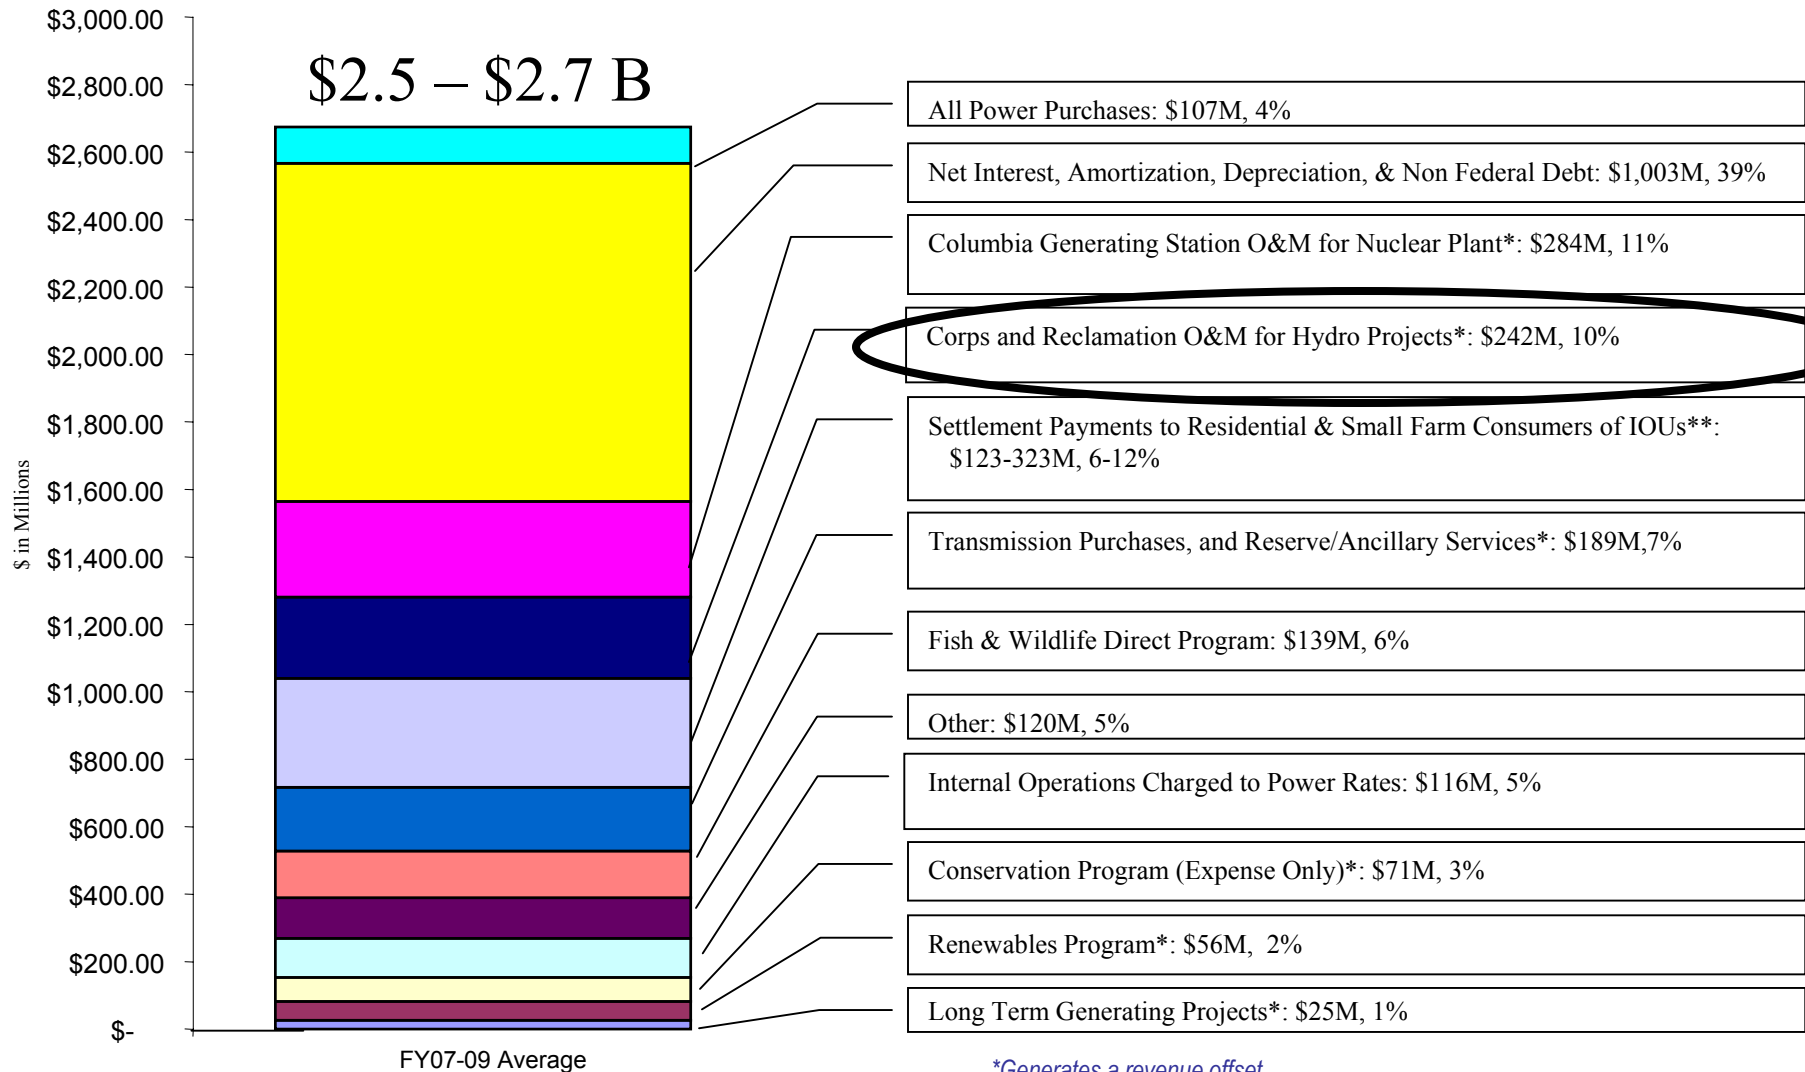 $3,000.00
$2,800.00
$2,600.00
$2,400.00
$2,200.00
$2,000.00
$1,800.00
$1,600.00
$1,400.00
$1,200.00
$1,000.00
$800.00
$600.00
$400.00
$200.00
$-
$ in Millions
$2.5 – $2.7 B
FY07-09 Average
All Power Purchases: $107M, 4%
Net Interest, Amortization, Depreciation, & Non Federal Debt: $1,003M, 39%
Columbia Generating Station O&M for Nuclear Plant*: $284M, 11%
Corps and Reclamation O&M for Hydro Projects*: $242M, 10%
Settlement Payments to Residential & Small Farm Consumers of IOUs**:
$123-323M, 6-12%
Transmission Purchases, and Reserve/Ancillary Services*: $189M,7%
Fish & Wildlife Direct Program: $139M, 6%
Other: $120M, 5%
Internal Operations Charged to Power Rates: $116M, 5%
Conservation Program (Expense Only)*: $71M, 3%
Renewables Program*: $56M, 2%
Long Term Generating Projects*: $25M, 1%
*Generates a revenue offset